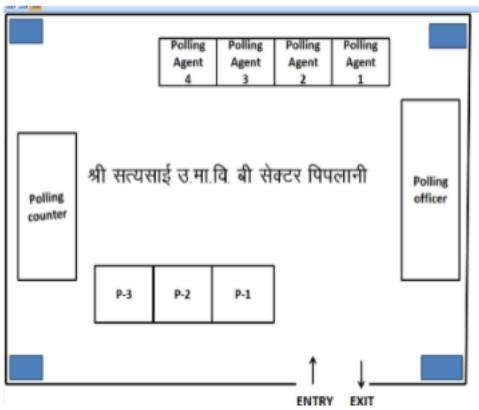 Polling Agent 4
Polling Agent 3
Polling Agent 2
Polling Agent 1
श्री सत्यसाई उ.मा.वि. बी सेक्टर पिपलानी
Polling counter
Polling officer
P-3 P-2 P-1
ENTRY EXIT